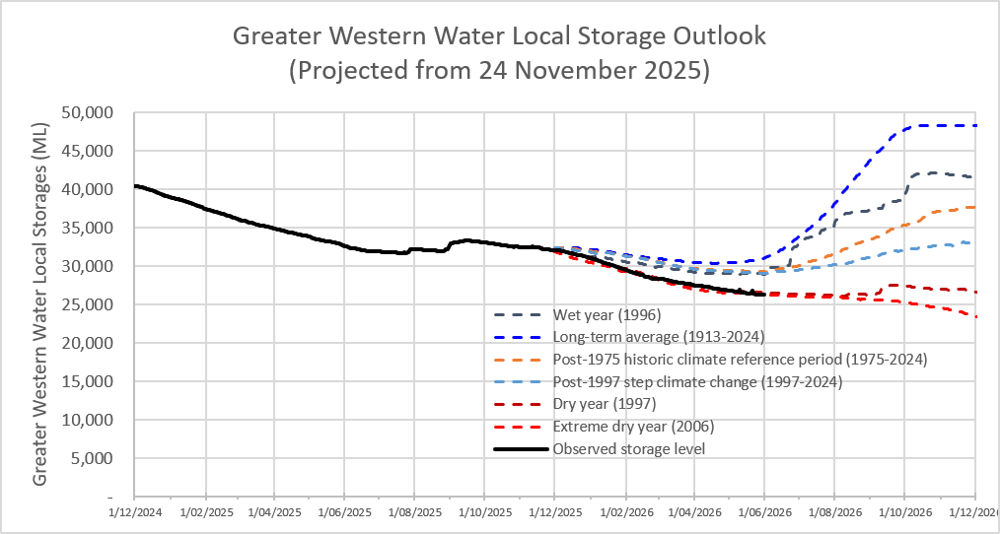 Greater Western Water Local Storage Outlook
(Projected from 24 November 2025)
Greater Western Water Local Storages (ML)
50,000
45,000
40,000
35,000
30,000
25,000
20,000
15,000
10,000
5,000
-
Wet year (1996)
Long-term average (1913-2024)
Post-1975 historic climate reference period (1975-2024)
Post-1997 step climate change (1997-2024)
Dry year (1997)
Extreme dry year (2006)
Observed storage level
1/12/2024 1/02/2025 1/04/2025 1/06/2025 1/08/2025 1/10/2025 1/12/2025 1/02/2026 1/04/2026 1/06/2026 1/08/2026 1/10/2026 1/12/2026